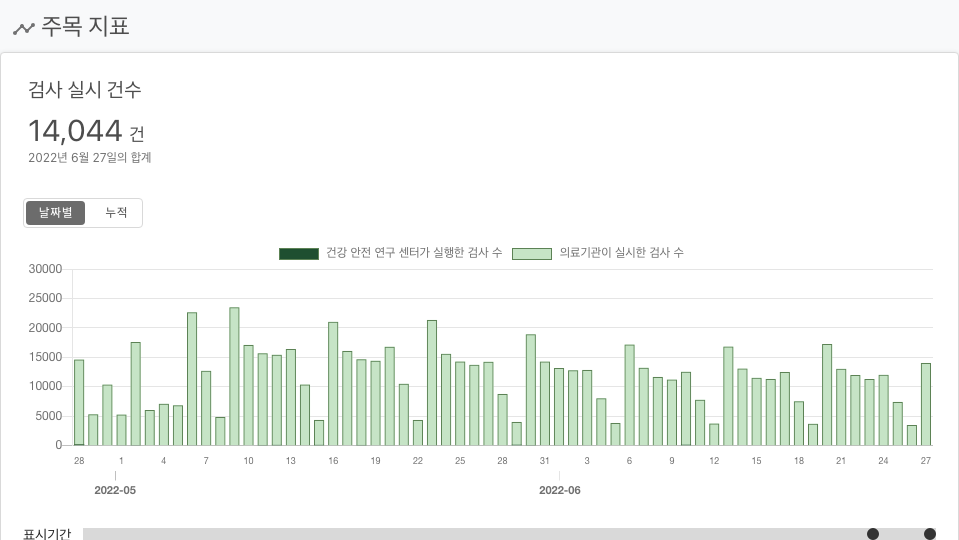 주목 지표
검사 실시 건수
14,044 건
2022년 6월 27일의 합계
날짜별 누적
건강 안전 연구 센터가 실행한 검사 수 의료기관이 실시한 검사 수
30000
25000
20000
15000
10000
5000
0
28 1 4 7 10 13 16 19 22 25 28 31 3 6 9 12 15 18 21 24 27
2022-05 2022-06
표시기간